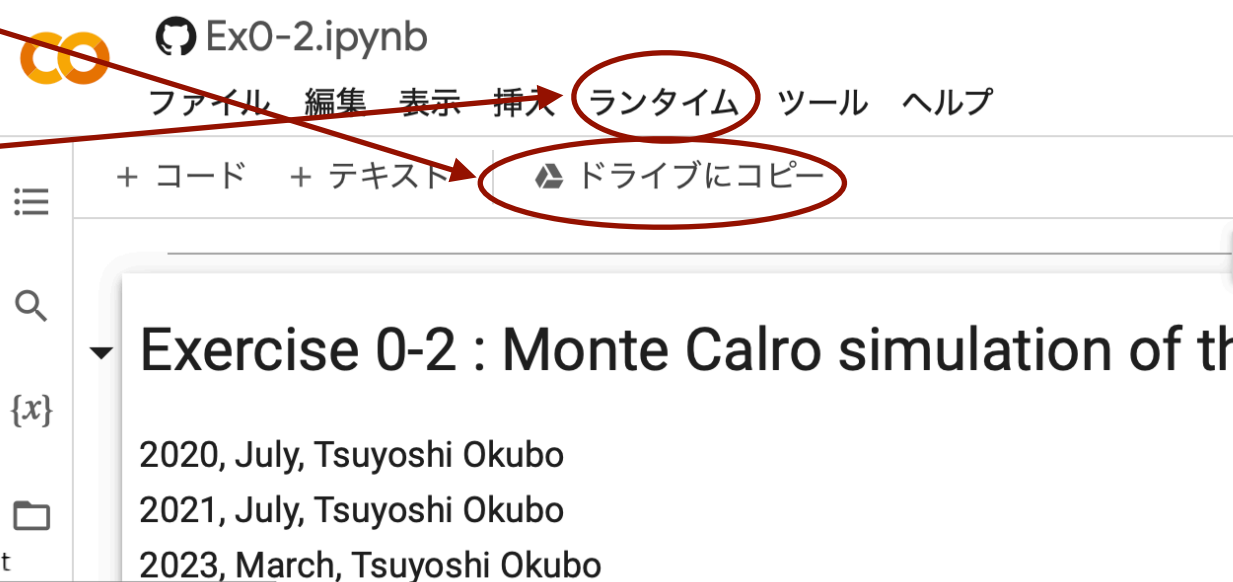 Ex0-2.ipynb
ファイル 編集 表示 挿入 ランタイム ツール ヘルプ
+ コード + テキスト ドライブにコピー
Exercise 0-2 : Monte Calro simulation of th
{x}
2020, July, Tsuyoshi Okubo
2021, July, Tsuyoshi Okubo
2023, March, Tsuyoshi Okubo
t